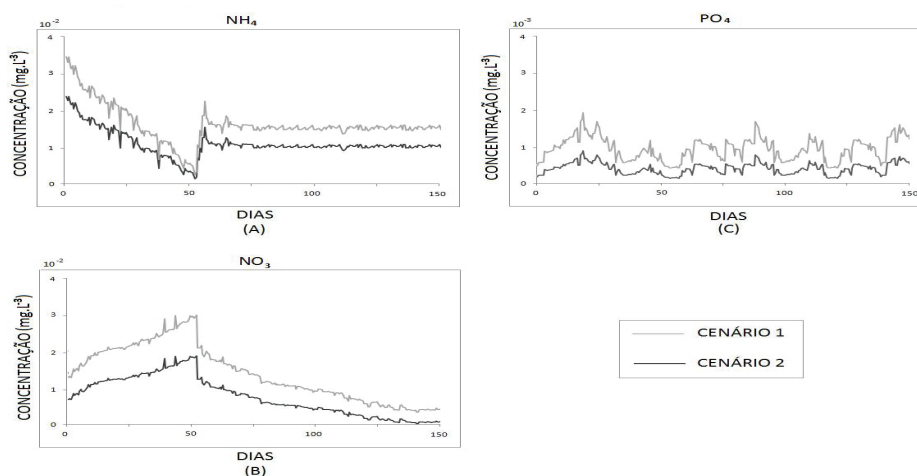 NH₄
10⁻²
4
3
2
1
0
CONCENTRAÇÃO (mg.L⁻³)
0 50 100 150
DIAS
(A)
PO₄
10⁻³
4
3
2
1
0
CONCENTRAÇÃO (mg.L⁻³)
0 50 100 150
DIAS
(C)
NO₃
10⁻²
4
3
2
1
0
CONCENTRAÇÃO (mg.L⁻³)
0 50 100 150
DIAS
(B)
CENÁRIO 1
CENÁRIO 2